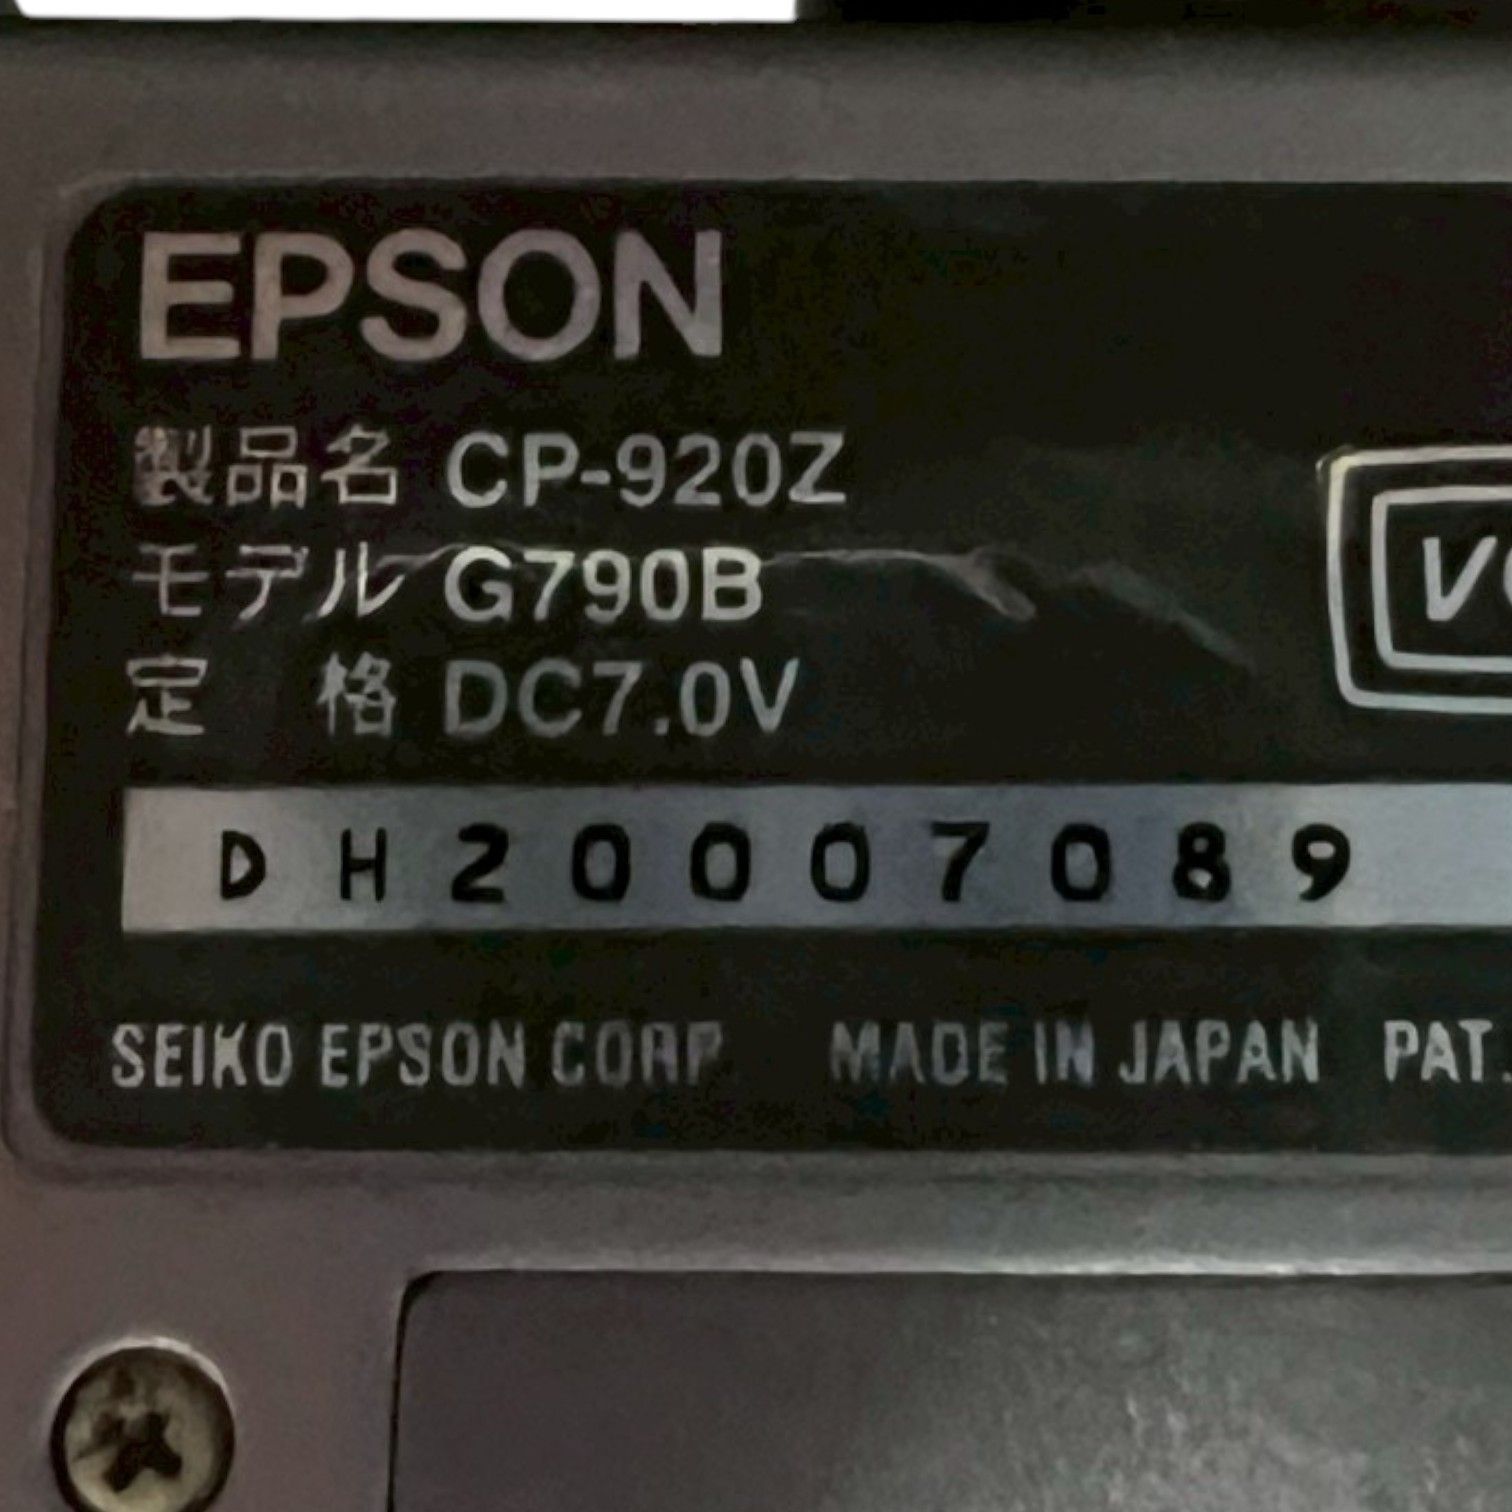 EPSON
製品名 CP-920Z
モデル G790B
定 格 DC7.0V
DH20007089
SEIKO EPSON CORP MADE IN JAPAN PAT.